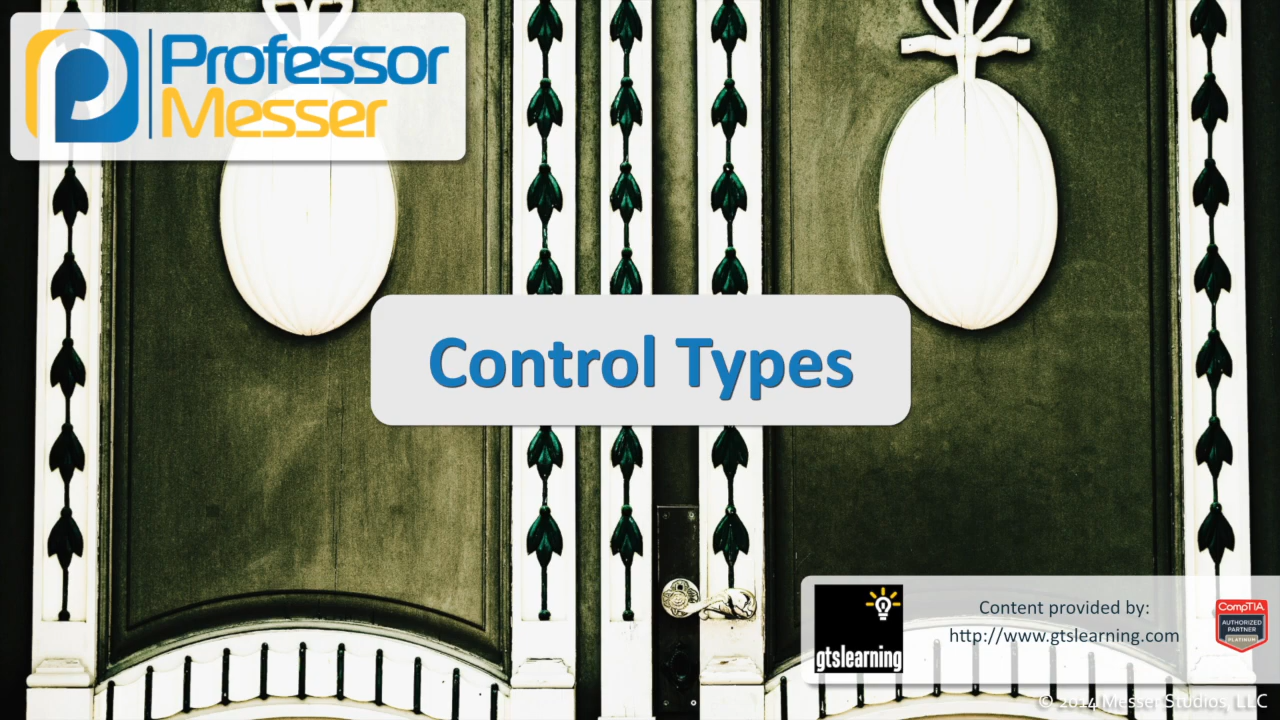 Professor
Messer
Control Types
gtslearning
Content provided by:
http://www.gtslearning.com
CompTIA
AUTHORIZED
PARTNER
PLATINUM
© 2014 Messer Studios, LLC